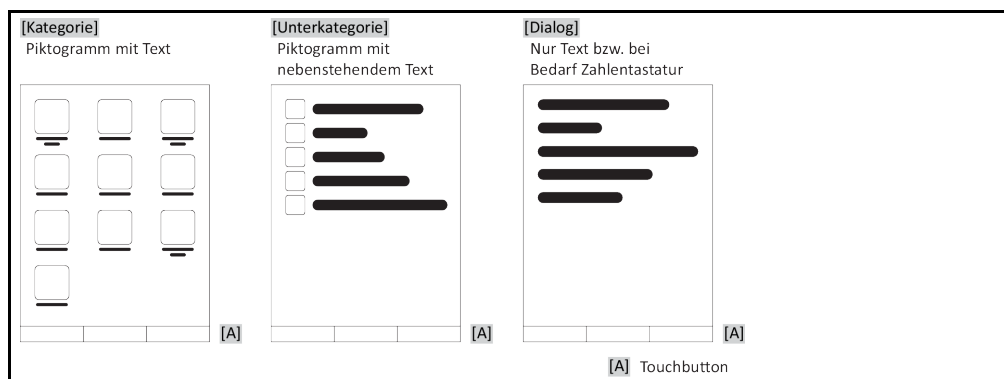 [Kategorie]
Piktogramm mit Text
[Unterkategorie]
Piktogramm mit
nebenstehendem Text
[Dialog]
Nur Text bzw. bei
Bedarf Zahlentastatur
[A]
[A]
[A] Touchbutton